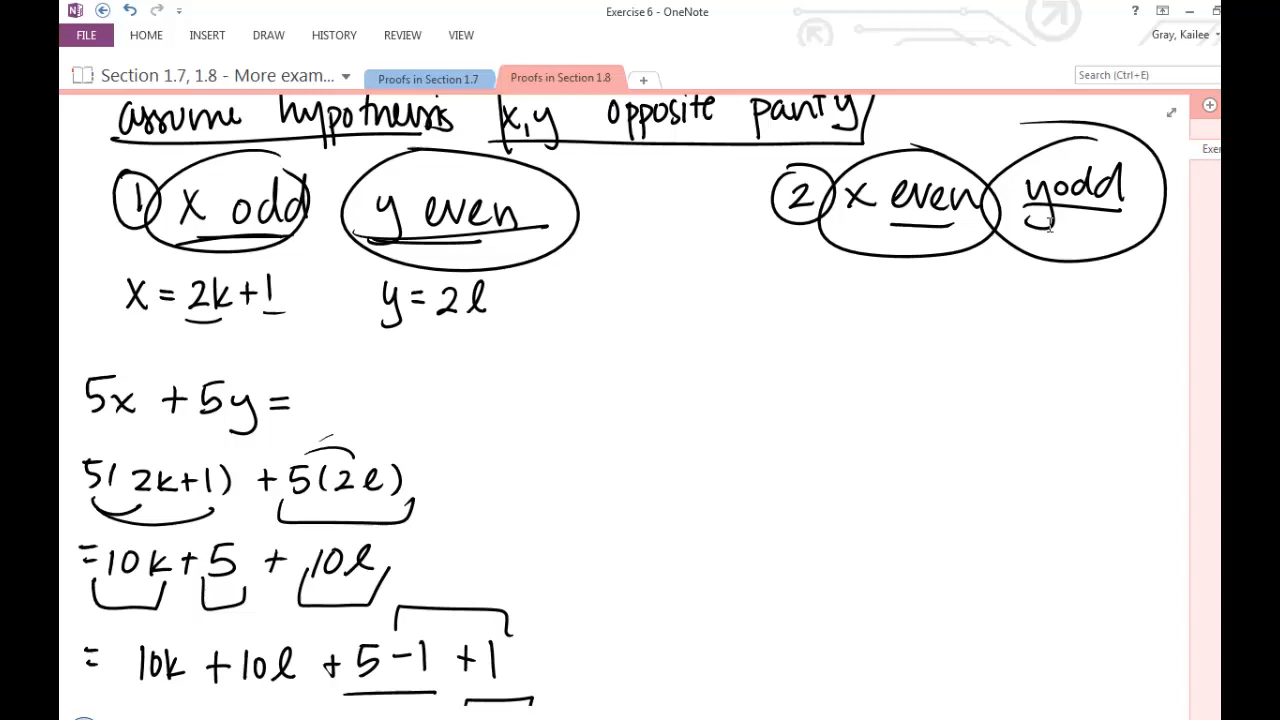 Exercise 6 - OneNote
?
FILE HOME INSERT DRAW HISTORY REVIEW VIEW
Gray, Kailee
Section 1.7, 1.8 - More exam...
Proofs in Section 1.7
Proofs in Section 1.8
Search (Ctrl+E)
assume hypothesis x,y opposite parity
Exer
① x odd y even
② x even y odd
x = 2k+1 y = 2l
5x + 5y =
5(2k+1) + 5(2l)
= 10k + 5 + 10l
= 10k + 10l + 5 - 1 + 1